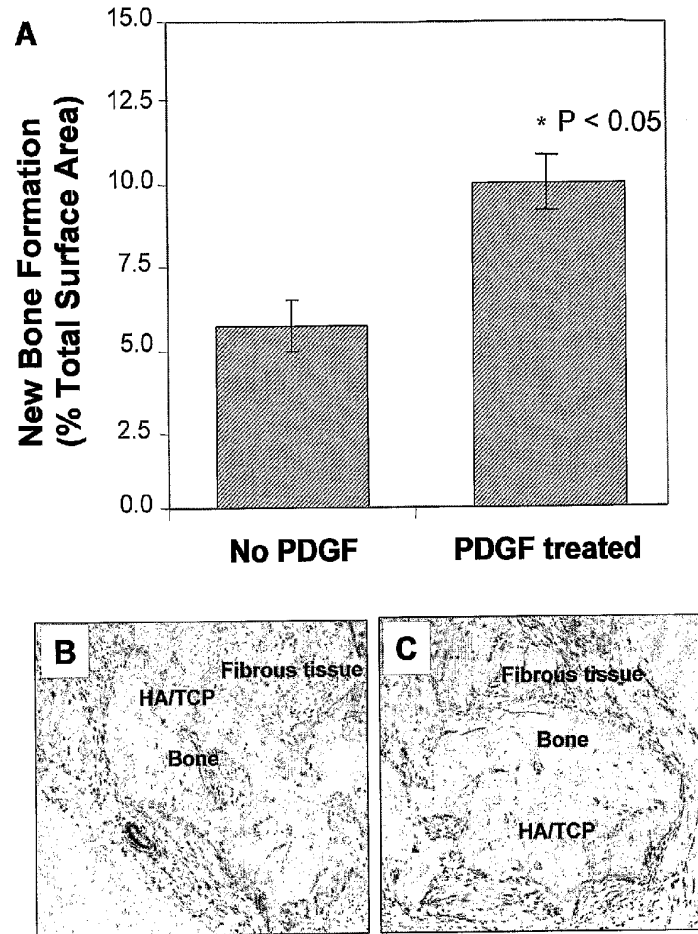 A
New Bone Formation
(% Total Surface Area)
15.0
12.5
10.0
7.5
5.0
2.5
0.0
* P < 0.05
No PDGF
PDGF treated
B
Fibrous tissue
HA/TCP
Bone
C
Fibrous tissue
Bone
HA/TCP